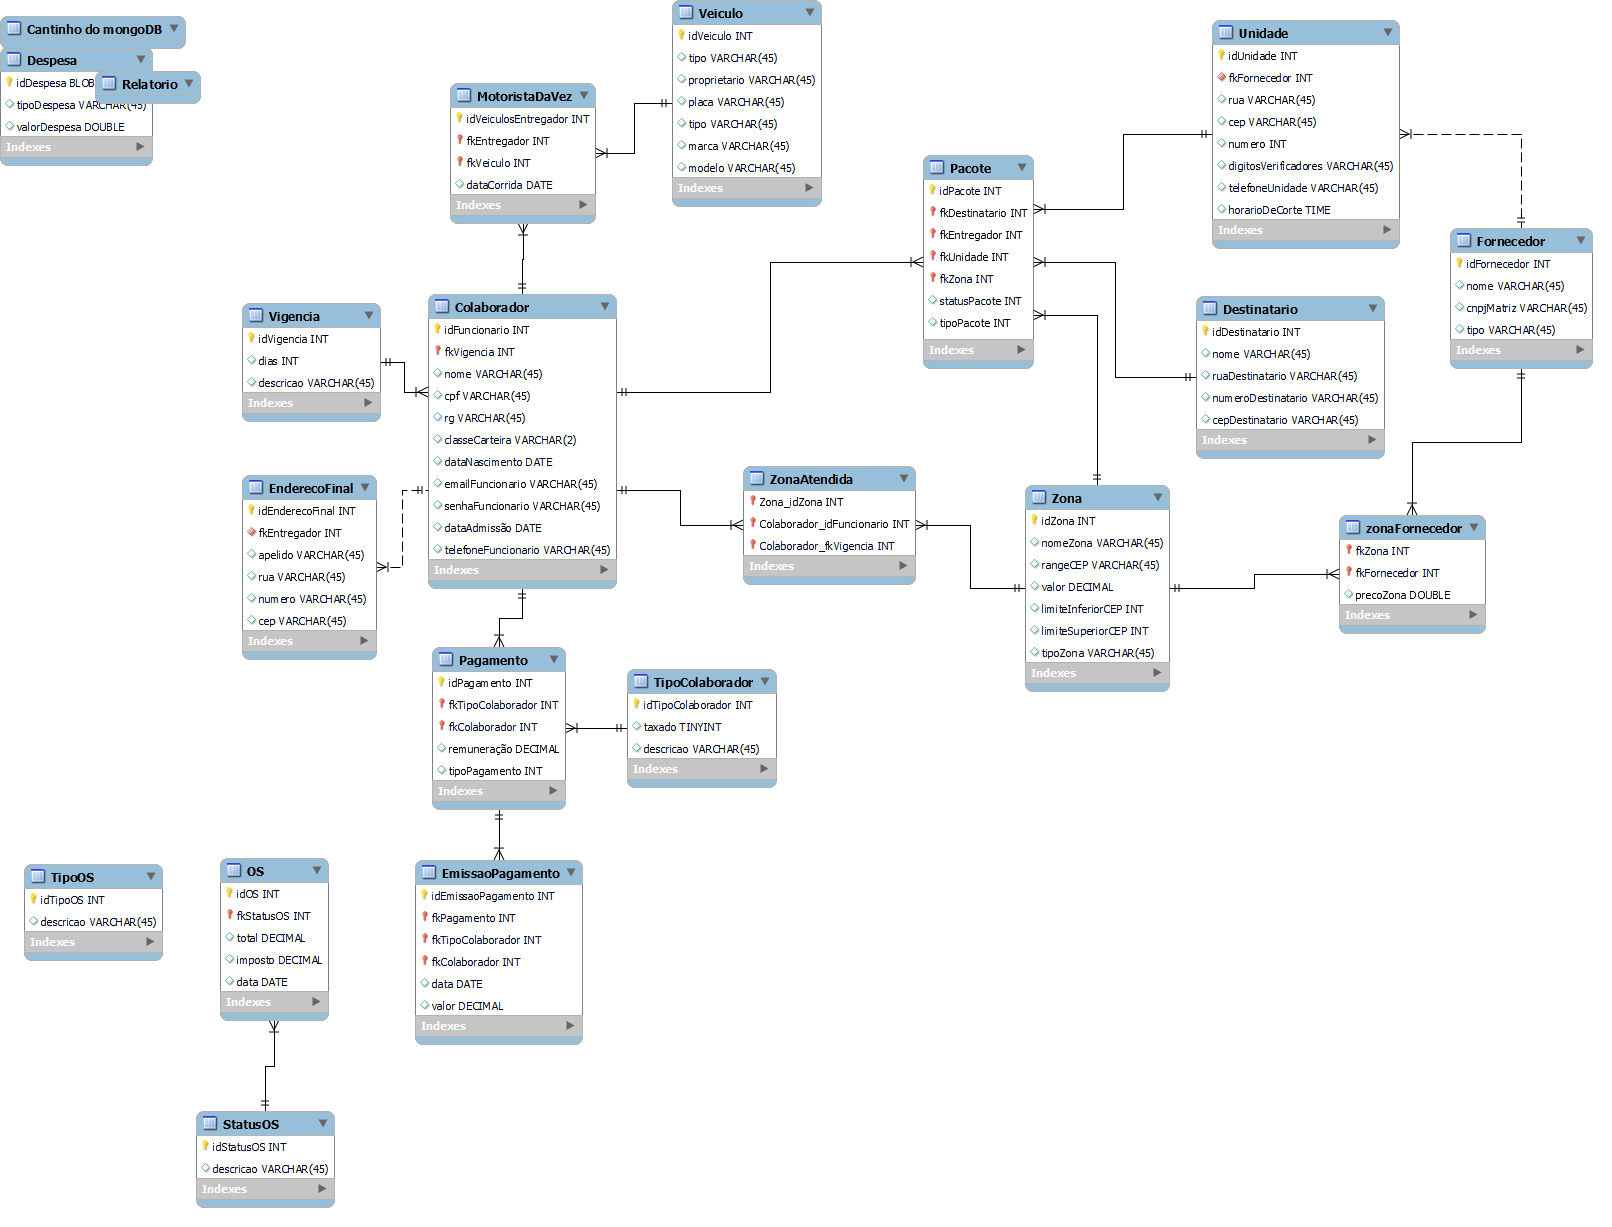 Cantinho do mongoDB
Despesa
idDespesa BLOB
tipoDespesa VARCHAR(45)
valorDespesa DOUBLE
Indexes
Relatorio
MotoristaDaVez
idVeiculosEntregador INT
fkEntregador INT
fkVeiculo INT
dataCorrida DATE
Indexes
Veiculo
idVeiculo INT
tipo VARCHAR(45)
proprietario VARCHAR(45)
placa VARCHAR(45)
tipo VARCHAR(45)
marca VARCHAR(45)
modelo VARCHAR(45)
Indexes
Unidade
idUnidade INT
fkFornecedor INT
rua VARCHAR(45)
cep VARCHAR(45)
numero INT
digitosVerificadores VARCHAR(45)
telefoneUnidade VARCHAR(45)
horarioDeCorte TIME
Indexes
Pacote
idPacote INT
fkDestinatario INT
fkEntregador INT
fkUnidade INT
fkZona INT
statusPacote INT
tipoPacote INT
Indexes
Fornecedor
idFornecedor INT
nome VARCHAR(45)
cnpjMatriz VARCHAR(45)
tipo VARCHAR(45)
Indexes
Vigencia
idVigencia INT
dias INT
descricao VARCHAR(45)
Indexes
Colaborador
idFuncionario INT
fkVigencia INT
nome VARCHAR(45)
cpf VARCHAR(45)
rg VARCHAR(45)
classeCarteira VARCHAR(2)
dataNascimento DATE
emailFuncionario VARCHAR(45)
senhaFuncionario VARCHAR(45)
dataAdmissão DATE
telefoneFuncionario VARCHAR(45)
Indexes
Destinatario
idDestinatario INT
nome VARCHAR(45)
ruaDestinatario VARCHAR(45)
numeroDestinatario VARCHAR(45)
cepDestinatario VARCHAR(45)
Indexes
EnderecoFinal
idEnderecoFinal INT
fkEntregador INT
apelido VARCHAR(45)
rua VARCHAR(45)
numero VARCHAR(45)
cep VARCHAR(45)
Indexes
ZonaAtendida
Zona_idZona INT
Colaborador_idFuncionario INT
Colaborador_fkVigencia INT
Indexes
Zona
idZona INT
nomeZona VARCHAR(45)
rangeCEP VARCHAR(45)
valor DECIMAL
limiteInferiorCEP INT
limiteSuperiorCEP INT
tipoZona VARCHAR(45)
Indexes
zonaFornecedor
fkZona INT
fkFornecedor INT
precoZona DOUBLE
Indexes
Pagamento
idPagamento INT
fkTipoColaborador INT
fkColaborador INT
remuneração DECIMAL
tipoPagamento INT
Indexes
TipoColaborador
idTipoColaborador INT
taxado TINYINT
descricao VARCHAR(45)
Indexes
TipoOS
idTipoOS INT
descricao VARCHAR(45)
Indexes
OS
idOS INT
fkStatusOS INT
total DECIMAL
imposto DECIMAL
data DATE
Indexes
EmissaoPagamento
idEmissaoPagamento INT
fkPagamento INT
fkTipoColaborador INT
fkColaborador INT
data DATE
valor DECIMAL
Indexes
StatusOS
idStatusOS INT
descricao VARCHAR(45)
Indexes